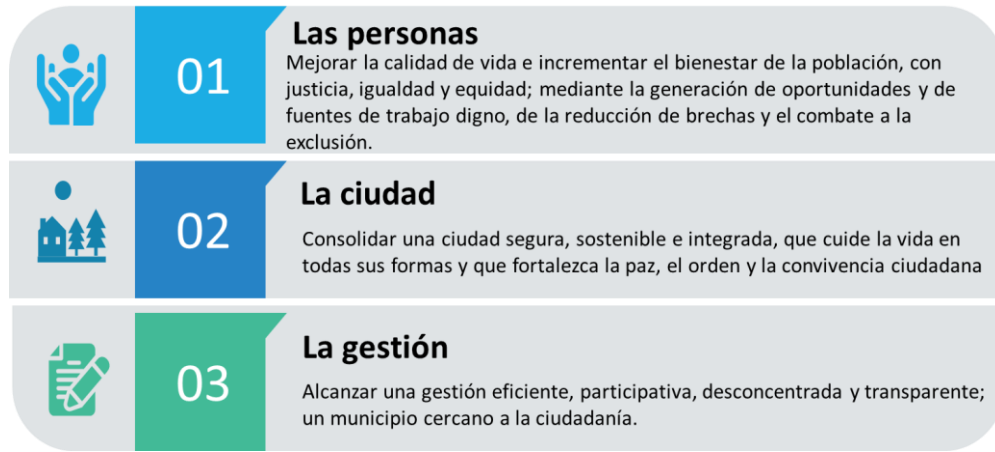 01
Las personas
Mejorar la calidad de vida e incrementar el bienestar de la población, con
justicia, igualdad y equidad; mediante la generación de oportunidades y de
fuentes de trabajo digno, de la reducción de brechas y el combate a la
exclusión.
02
La ciudad
Consolidar una ciudad segura, sostenible e integrada, que cuide la vida en
todas sus formas y que fortalezca la paz, el orden y la convivencia ciudadana
03
La gestión
Alcanzar una gestión eficiente, participativa, desconcentrada y transparente;
un municipio cercano a la ciudadanía.